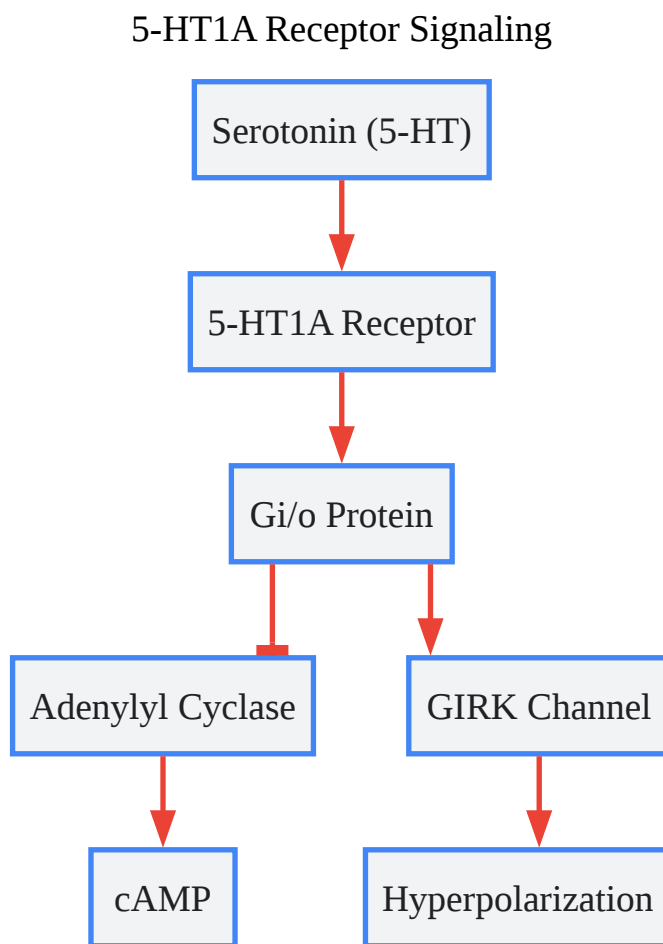 5-HT1A Receptor Signaling
Serotonin (5-HT)
5-HT1A Receptor
Gi/o Protein
Adenylyl Cyclase
GIRK Channel
cAMP
Hyperpolarization